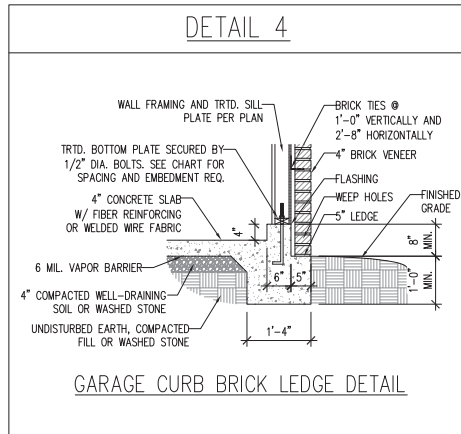 DETAIL 4
WALL FRAMING AND TRTD. SILL
PLATE PER PLAN
TRTD. BOTTOM PLATE SECURED BY
1/2" DIA. BOLTS. SEE CHART FOR
SPACING AND EMBEDMENT REQ.
4" CONCRETE SLAB
W/ FIBER REINFORCING
OR WELDED WIRE FABRIC
6 MIL. VAPOR BARRIER
4" COMPACTED WELL-DRAINING
SOIL OR WASHED STONE
UNDISTURBED EARTH, COMPACTED
FILL OR WASHED STONE
BRICK TIES @
1'-0" VERTICALLY AND
2'-8" HORIZONTALLY
4" BRICK VENEER
FLASHING
WEEP HOLES
5" LEDGE
FINISHED
GRADE
4"
6"
5"
8"
MIN.
1'-0"
MIN.
1'-4"
GARAGE CURB BRICK LEDGE DETAIL